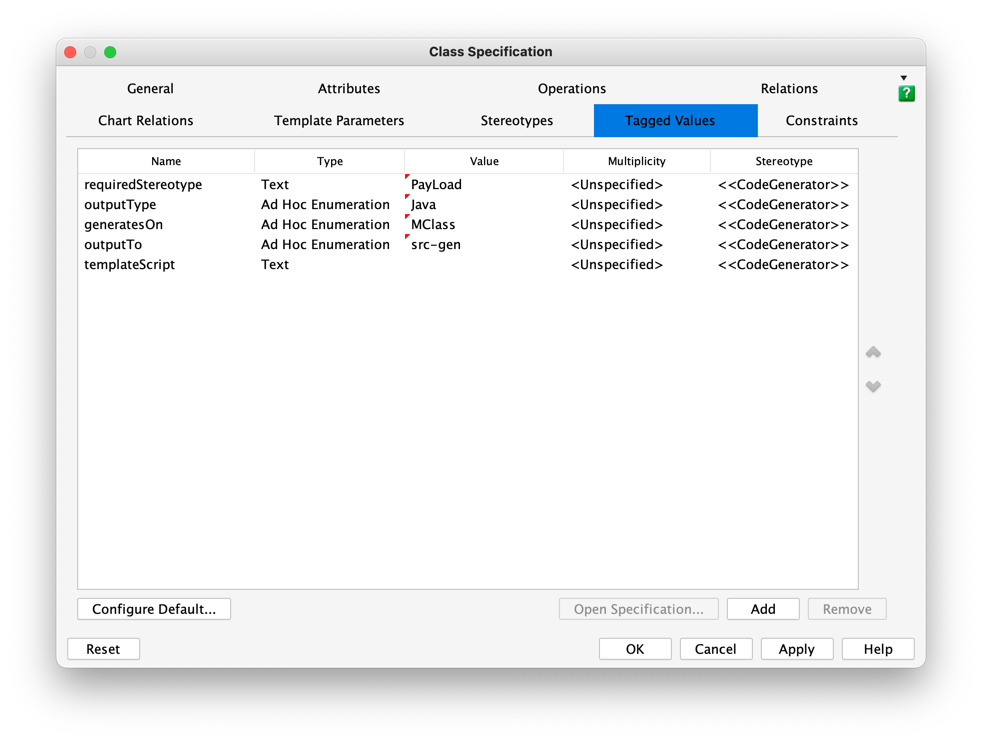 Class Specification
General Attributes Operations Relations
?
Chart Relations Template Parameters Stereotypes Tagged Values Constraints
Name Type Value Multiplicity Stereotype
requiredStereotype Text PayLoad <Unspecified> <<CodeGenerator>>
outputType Ad Hoc Enumeration Java <Unspecified> <<CodeGenerator>>
generatesOn Ad Hoc Enumeration MClass <Unspecified> <<CodeGenerator>>
outputTo Ad Hoc Enumeration src-gen <Unspecified> <<CodeGenerator>>
templateScript Text <Unspecified> <<CodeGenerator>>
Configure Default... Open Specification... Add Remove
Reset OK Cancel Apply Help